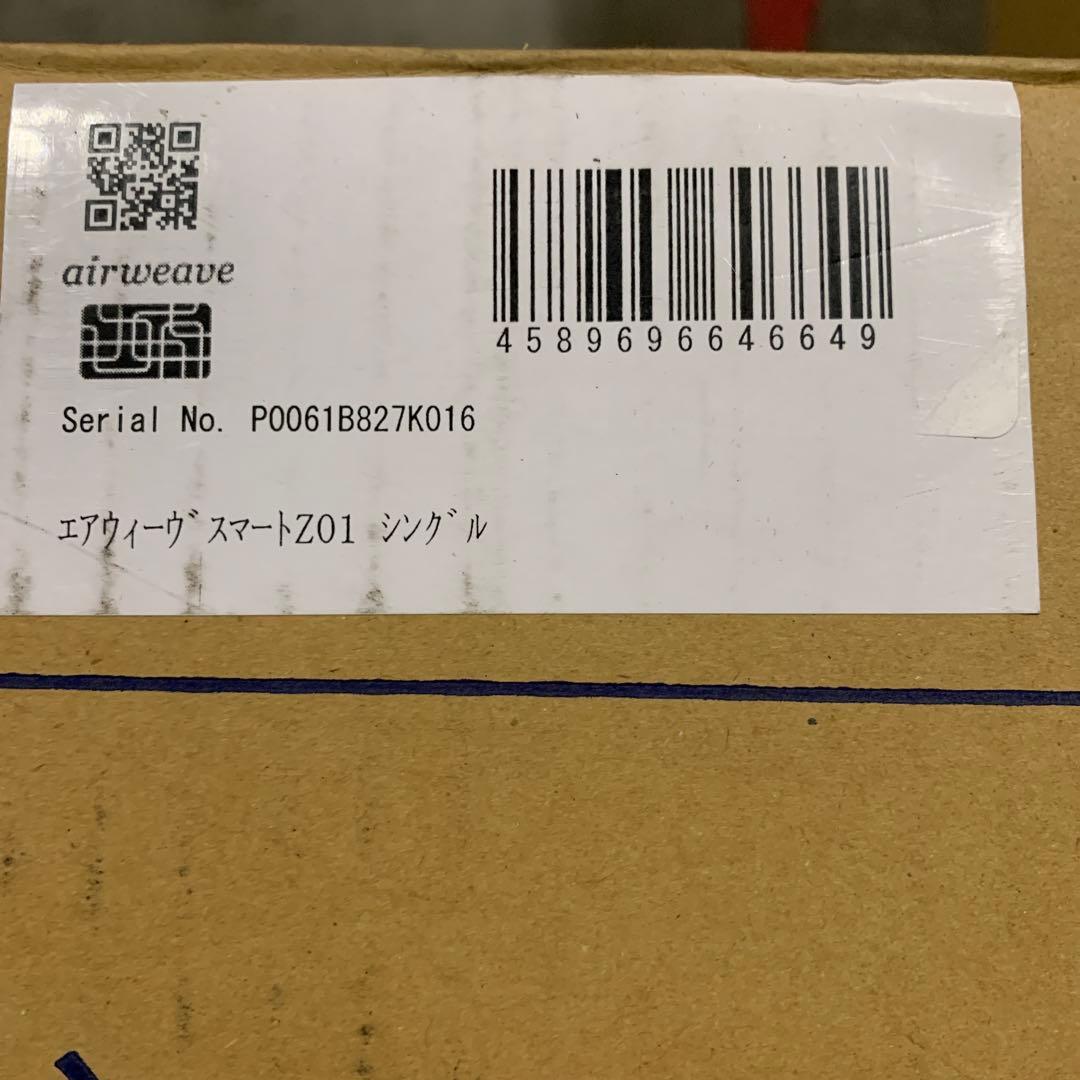 airweave
4589696646649
Serial No. P0061B827K016
ｴｱｳｨｰｳﾞｽﾏｰﾄZ01 ｼﾝｸﾞﾙ